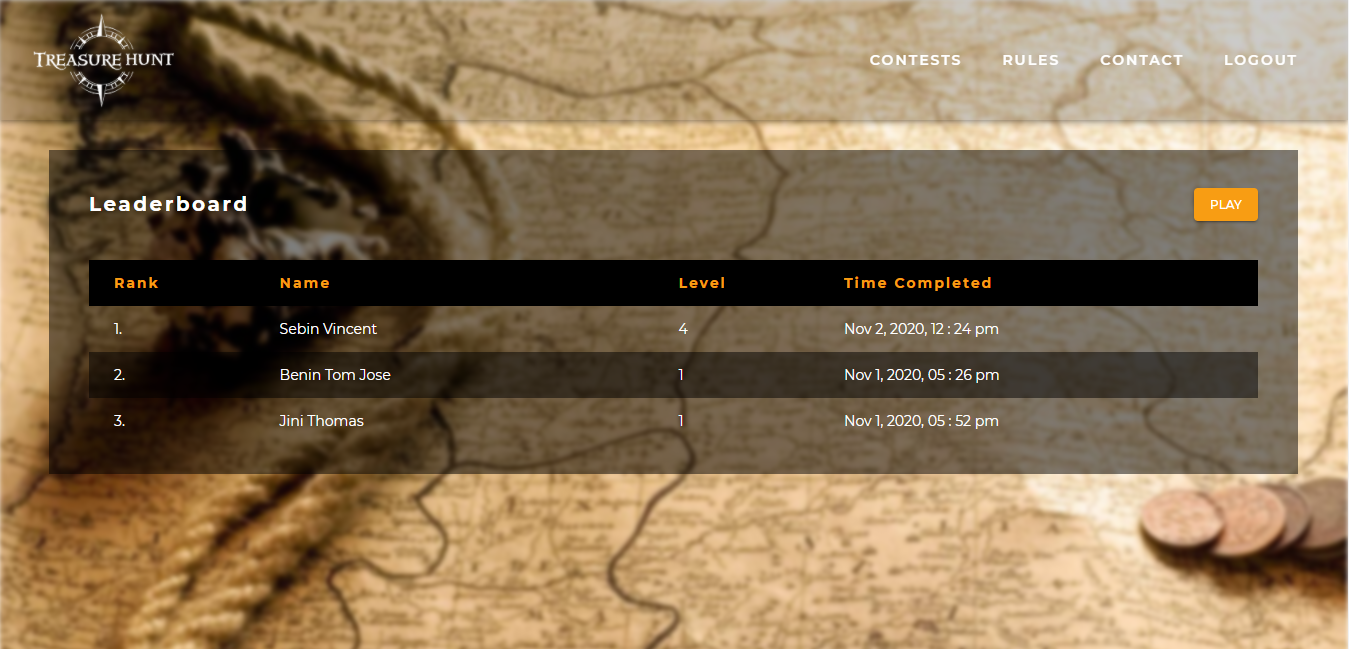 TREASURE HUNT
CONTESTS RULES CONTACT LOGOUT
Leaderboard PLAY
Rank Name Level Time Completed
1. Sebin Vincent 4 Nov 2, 2020, 12 : 24 pm
2. Benin Tom Jose 1 Nov 1, 2020, 05 : 26 pm
3. Jini Thomas 1 Nov 1, 2020, 05 : 52 pm